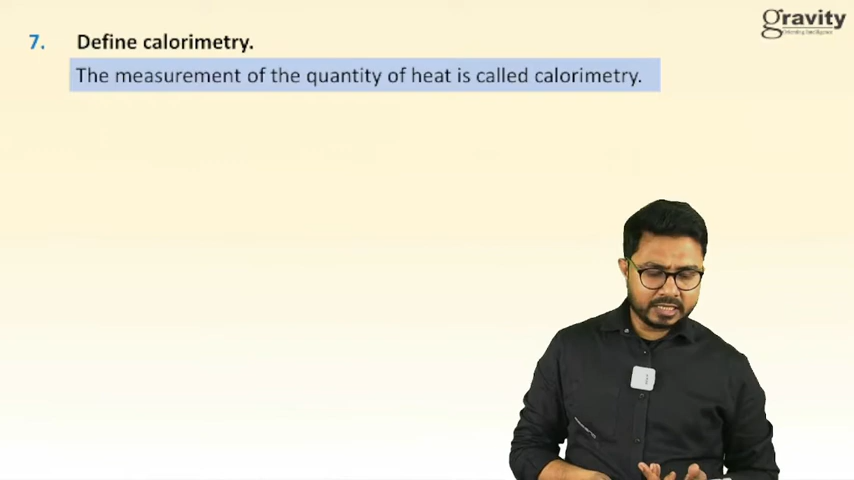 gravity
7. Define calorimetry.
The measurement of the quantity of heat is called calorimetry.